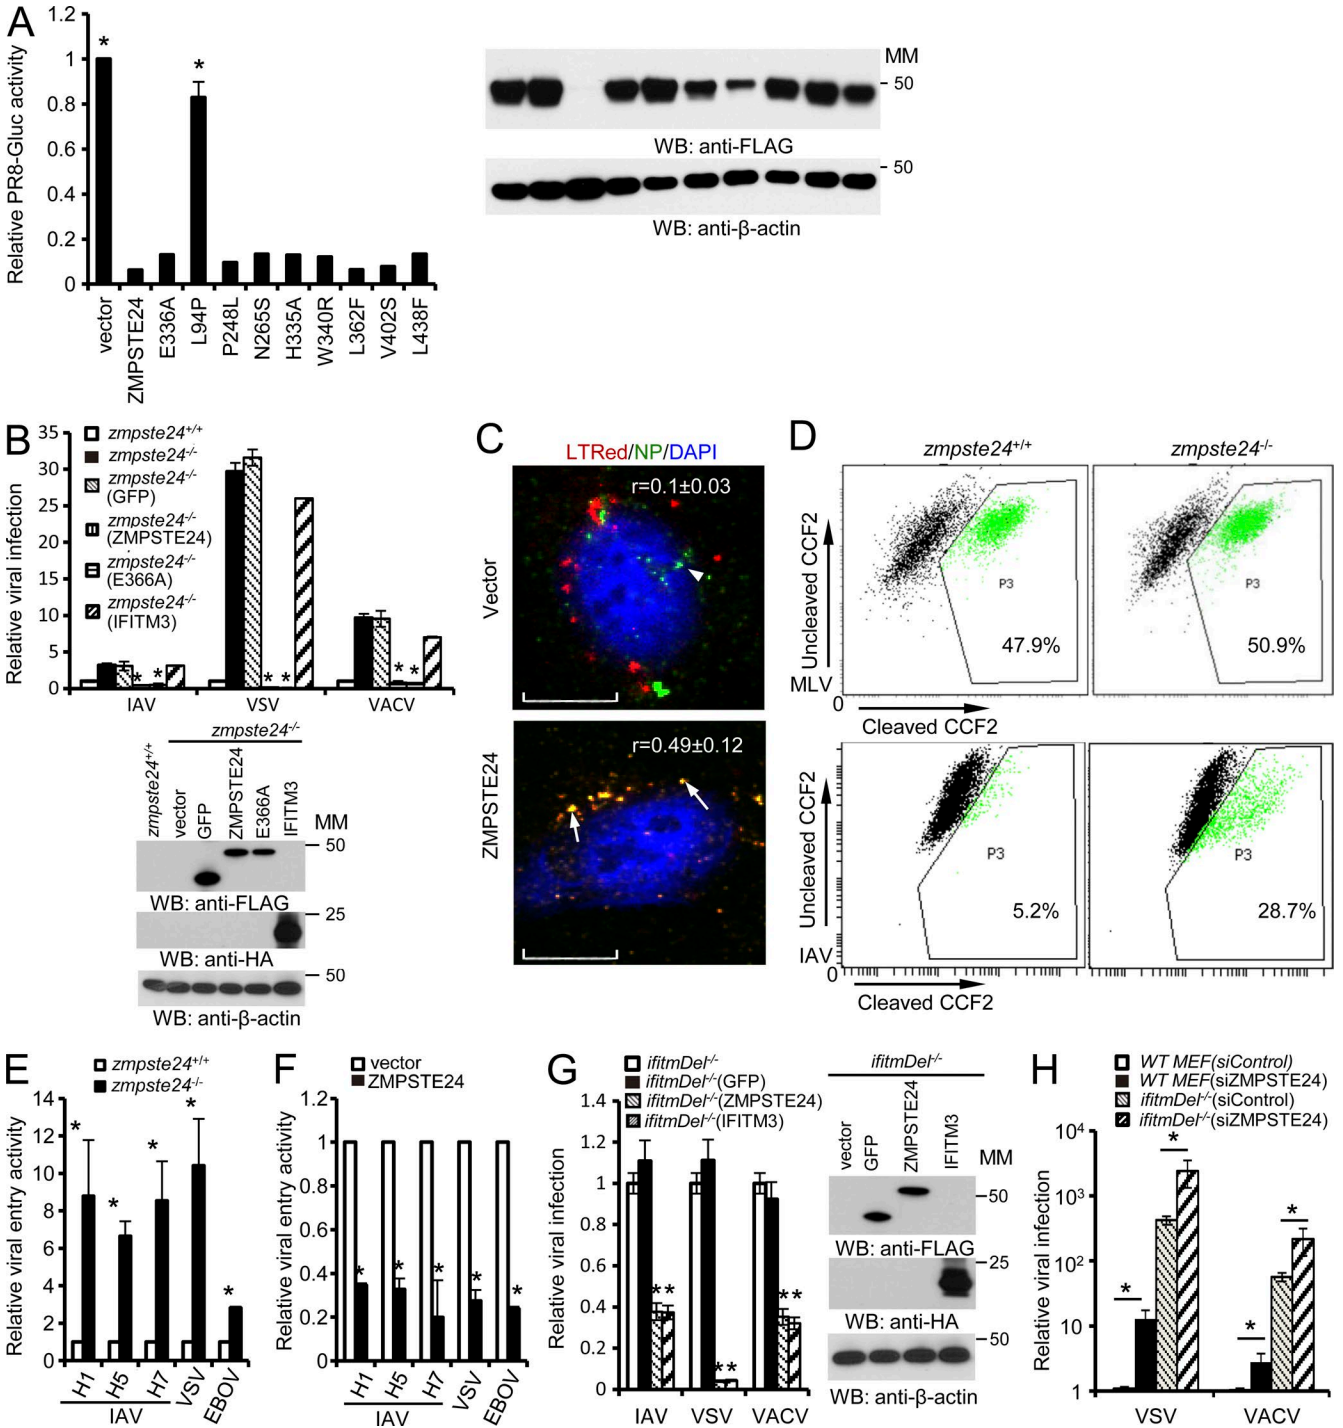 A
Relative PR8-Gluc activity
1.2
1
0.8
0.6
0.4
0.2
0
*
*
vector
ZMPSTE24
E336A
L94P
P248L
N265S
H335A
W340R
L362F
V402S
L438F
MM
50
WB: anti-FLAG
50
WB: anti-β-actin
B
Relative viral infection
35
30
25
20
15
10
5
0
zmpste24+/+
zmpste24-/-
zmpste24-/-
(GFP)
zmpste24-/-
(ZMPSTE24)
zmpste24-/-
(E366A)
zmpste24-/-
(IFITM3)
* *
* *
* *
IAV
VSV
VACV
zmpste24-/-
zmpste24+/+
vector
GFP
ZMPSTE24
E366A
IFITM3
MM
50
WB: anti-FLAG
25
WB: anti-HA
50
WB: anti-β-actin
C
LTRed/NP/DAPI
Vector
r=0.1±0.03
ZMPSTE24
r=0.49±0.12
D
zmpste24+/+
zmpste24-/-
Uncleaved CCF2
MLV
P3
47.9%
P3
50.9%
0
Cleaved CCF2
Uncleaved CCF2
IAV
P3
5.2%
P3
28.7%
0
Cleaved CCF2
E
zmpste24+/+
zmpste24-/-
Relative viral entry activity
14
12
10
8
6
4
2
0
*
*
*
*
*
H1
H5
H7
VSV
EBOV
IAV
F
vector
ZMPSTE24
Relative viral entry activity
1.2
1
0.8
0.6
0.4
0.2
0
*
*
*
*
*
H1
H5
H7
VSV
EBOV
IAV
G
ifitmDel-/-
ifitmDel-/-(GFP)
ifitmDel-/-(ZMPSTE24)
ifitmDel-/-(IFITM3)
Relative viral infection
1.4
1.2
1
0.8
0.6
0.4
0.2
0
**
**
**
IAV
VSV
VACV
ifitmDel-/-
vector
GFP
ZMPSTE24
IFITM3
MM
50
WB: anti-FLAG
25
WB: anti-HA
50
WB: anti-β-actin
H
WT MEF(siControl)
WT MEF(siZMPSTE24)
ifitmDel-/-(siControl)
ifitmDel-/-(siZMPSTE24)
Relative viral infection
10⁴
10³
10²
10
1
*
*
*
*
VSV
VACV